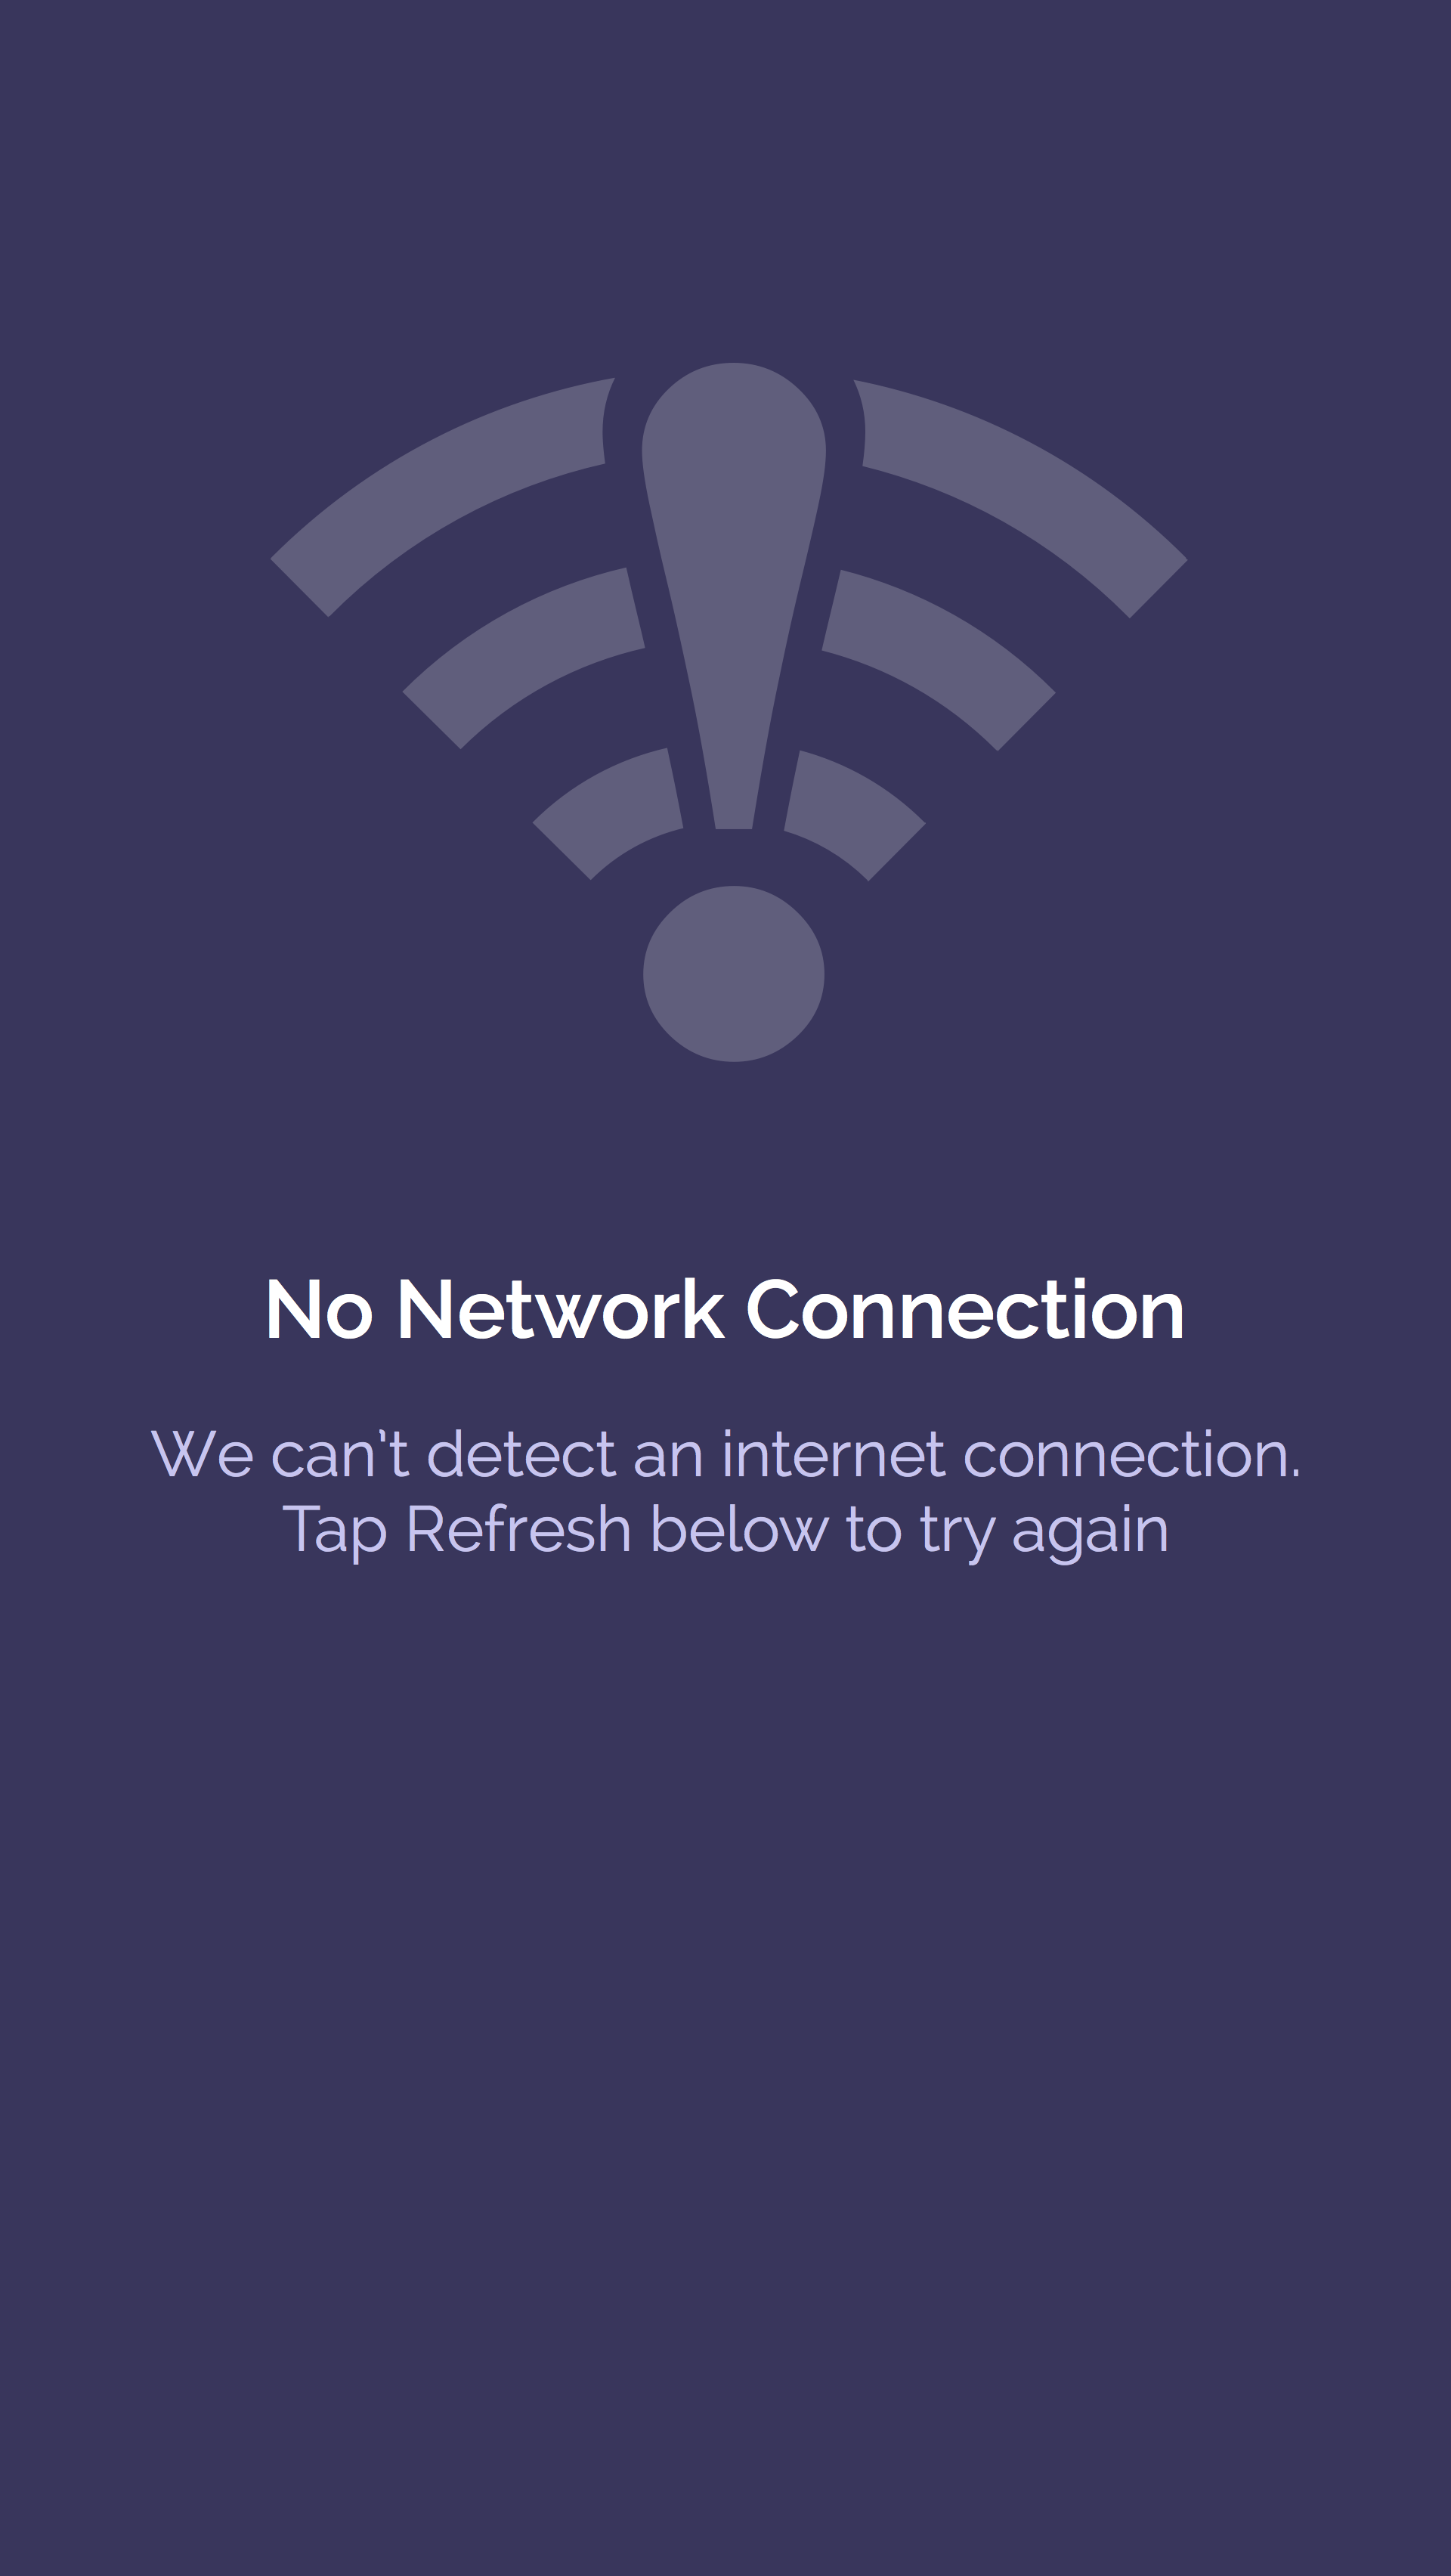 No Network Connection
We can’t detect an internet connection.
Tap Refresh below to try again